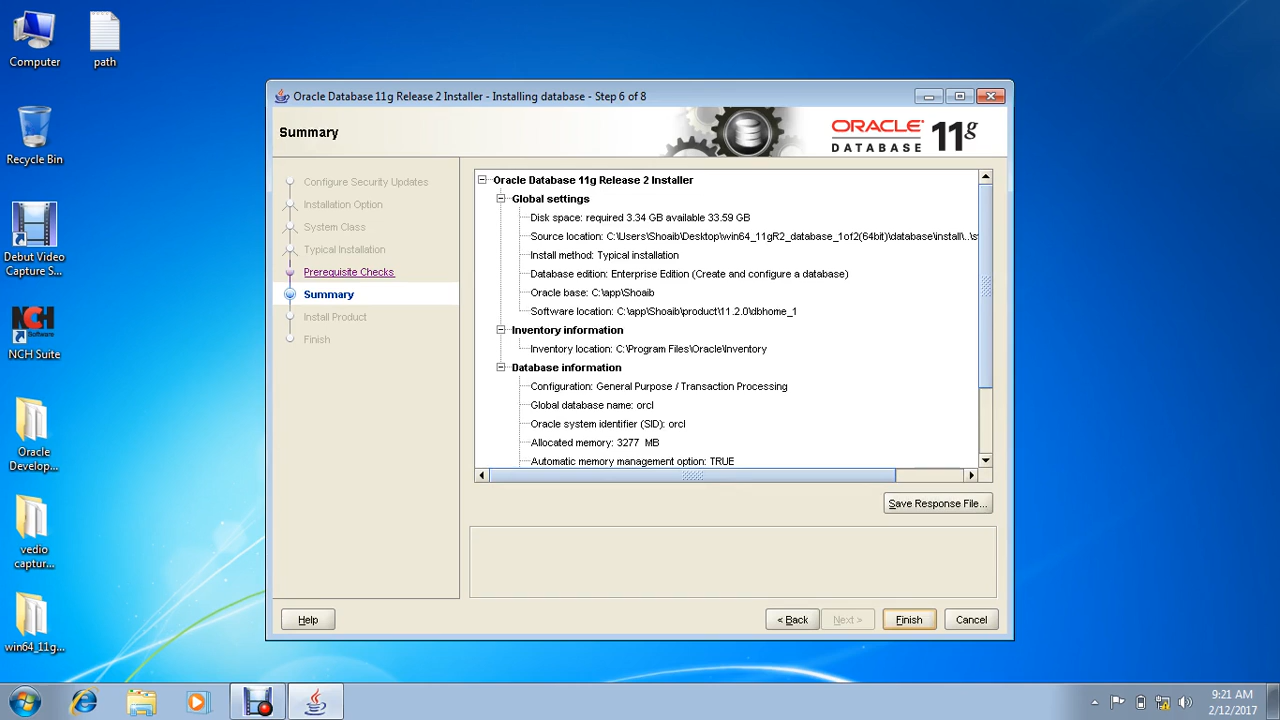 Computer
path
Recycle Bin
Debut Video
Capture S...
NCH
Software
NCH Suite
Oracle
Develop...
vedio
captur...
win64_11g...
Oracle Database 11g Release 2 Installer - Installing database - Step 6 of 8
Summary
ORACLE
DATABASE
11g
Configure Security Updates
Installation Option
System Class
Typical Installation
Prerequisite Checks
Summary
Install Product
Finish
Oracle Database 11g Release 2 Installer
Global settings
Disk space: required 3.34 GB available 33.59 GB
Source location: C:\Users\Shoaib\Desktop\win64_11gR2_database_1of2(64bit)\database\install\..\s
Install method: Typical installation
Database edition: Enterprise Edition (Create and configure a database)
Oracle base: C:\app\Shoaib
Software location: C:\app\Shoaib\product\11.2.0\dbhome_1
Inventory information
Inventory location: C:\Program Files\Oracle\Inventory
Database information
Configuration: General Purpose / Transaction Processing
Global database name: orcl
Oracle system identifier (SID): orcl
Allocated memory: 3277 MB
Automatic memory management option: TRUE
Save Response File...
Help
< Back
Next >
Finish
Cancel
9:21 AM
2/12/2017